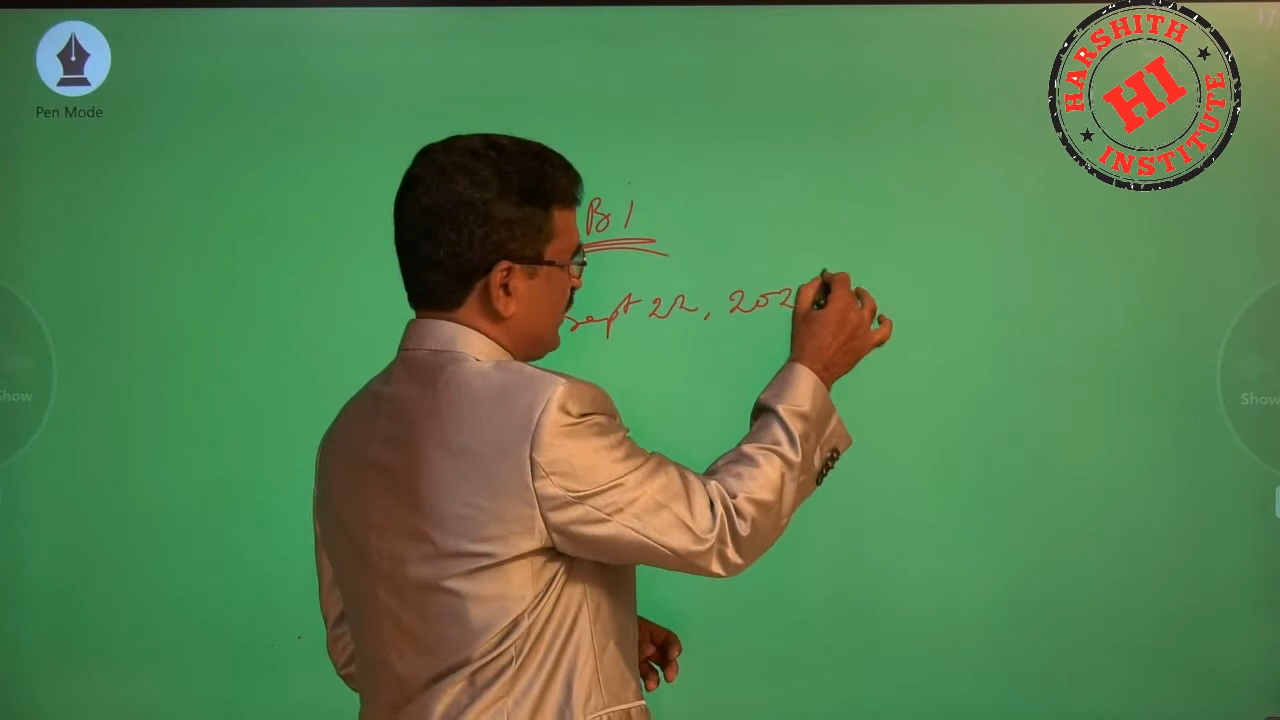 Pen Mode
HARSHITH
HI
INSTITUTE
B1
Sept 22, 202
Show
Show